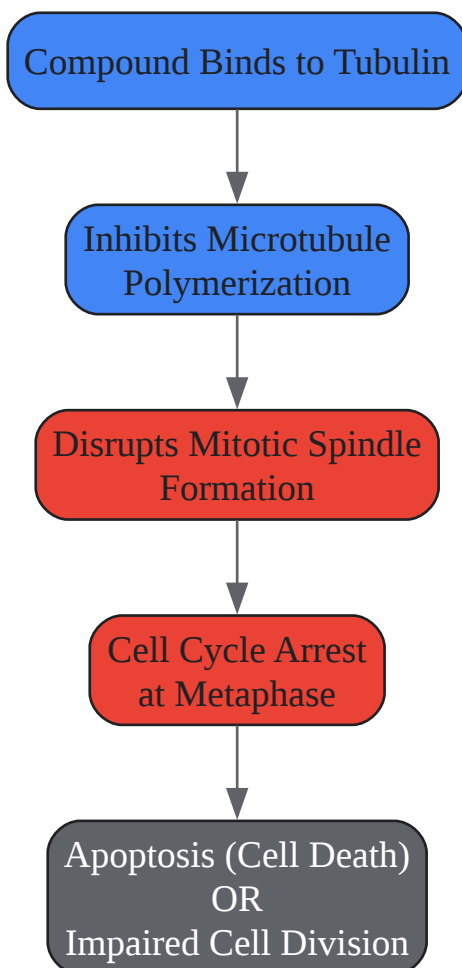 Compound Binds to Tubulin
Inhibits Microtubule
Polymerization
Disrupts Mitotic Spindle
Formation
Cell Cycle Arrest
at Metaphase
Apoptosis (Cell Death)
OR
Impaired Cell Division